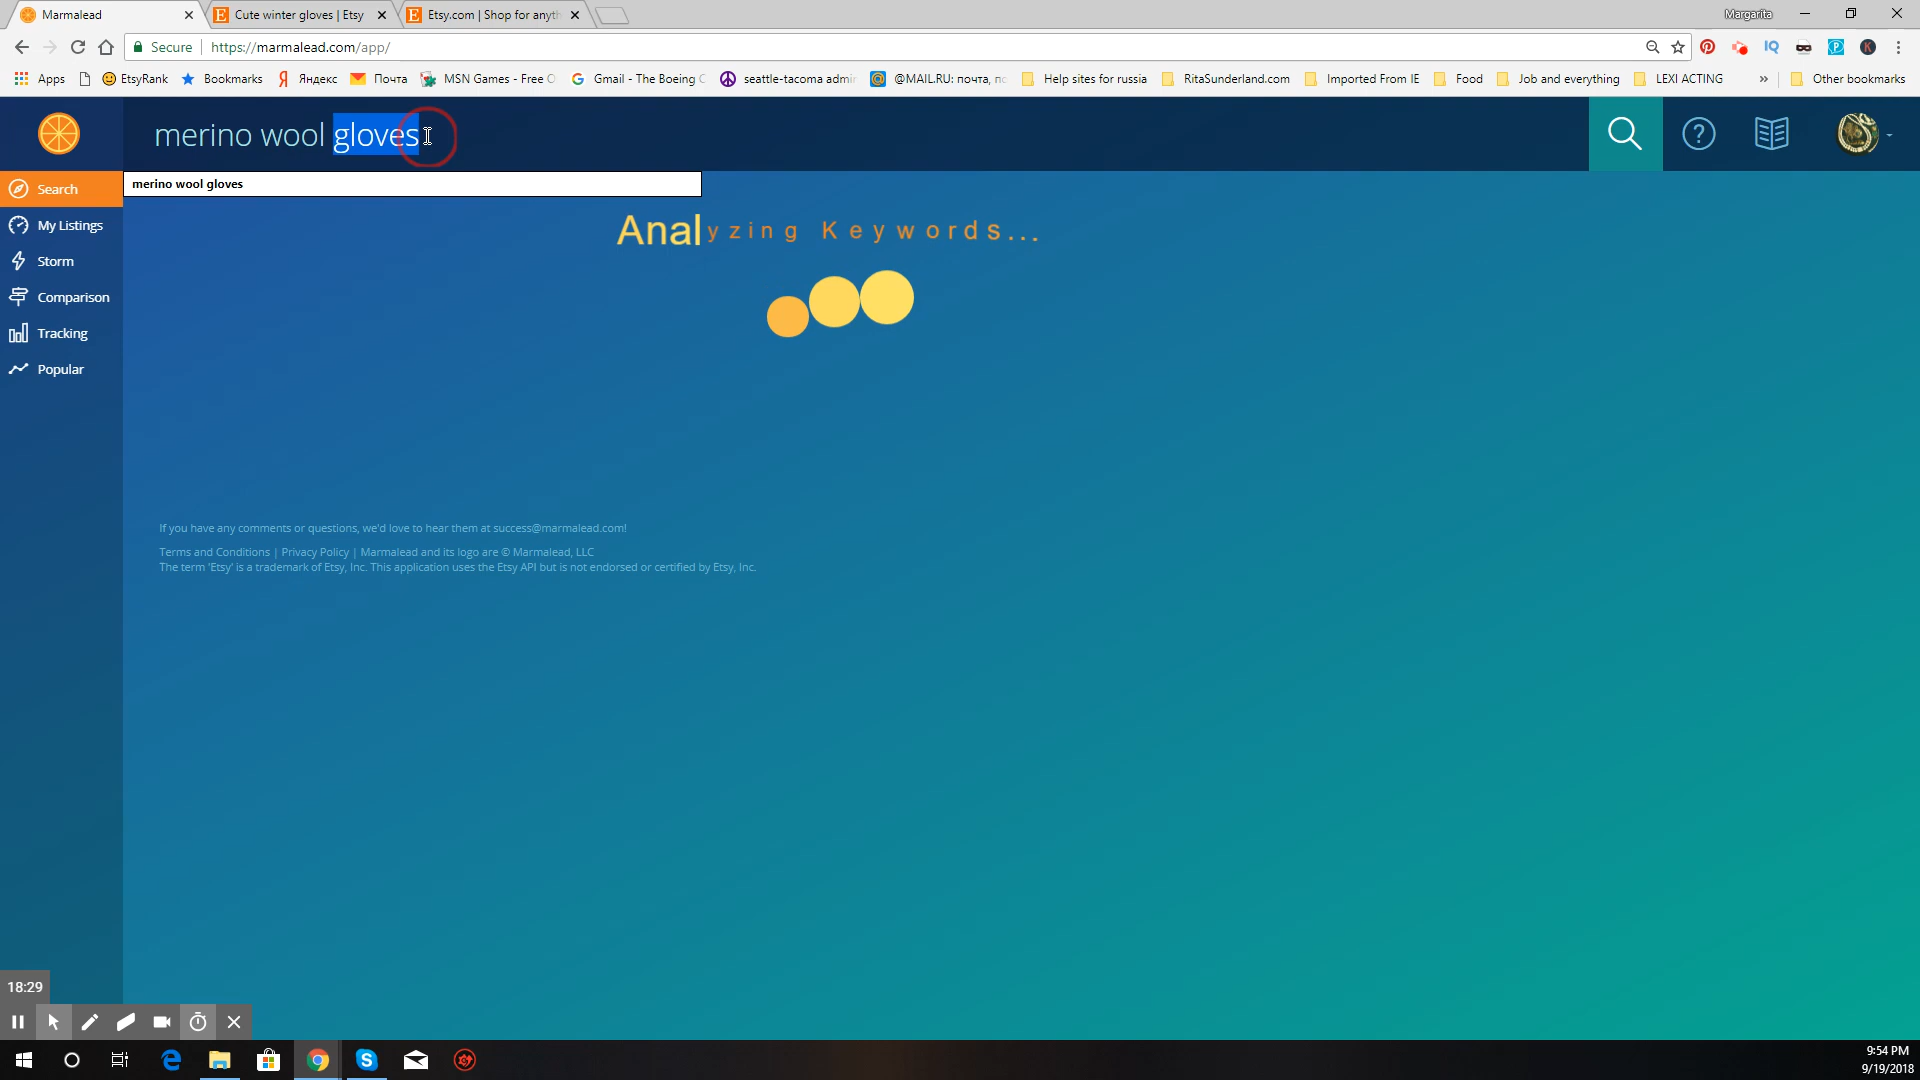 Marmalead
Cute winter gloves | Etsy
Etsy.com | Shop for anyth
Margarita
Secure
https://marmalead.com/app/
Apps
EtsyRank
Bookmarks
Яндекс
Почта
MSN Games - Free O
Gmail - The Boeing C
seattle-tacoma admin
@MAIL.RU: почта, по
Help sites for russia
RitaSunderland.com
Imported From IE
Food
Job and everything
LEXI ACTING
»
Other bookmarks
merino wool gloves
merino wool gloves
Search
My Listings
Storm
Comparison
Tracking
Popular
Analyzing Keywords...
If you have any comments or questions, we'd love to hear them at success@marmalead.com!
Terms and Conditions | Privacy Policy | Marmalead and its logo are © Marmalead, LLC
The term 'Etsy' is a trademark of Etsy, Inc. This application uses the Etsy API but is not endorsed or certified by Etsy, Inc.
18:29
9:54 PM
9/19/2018